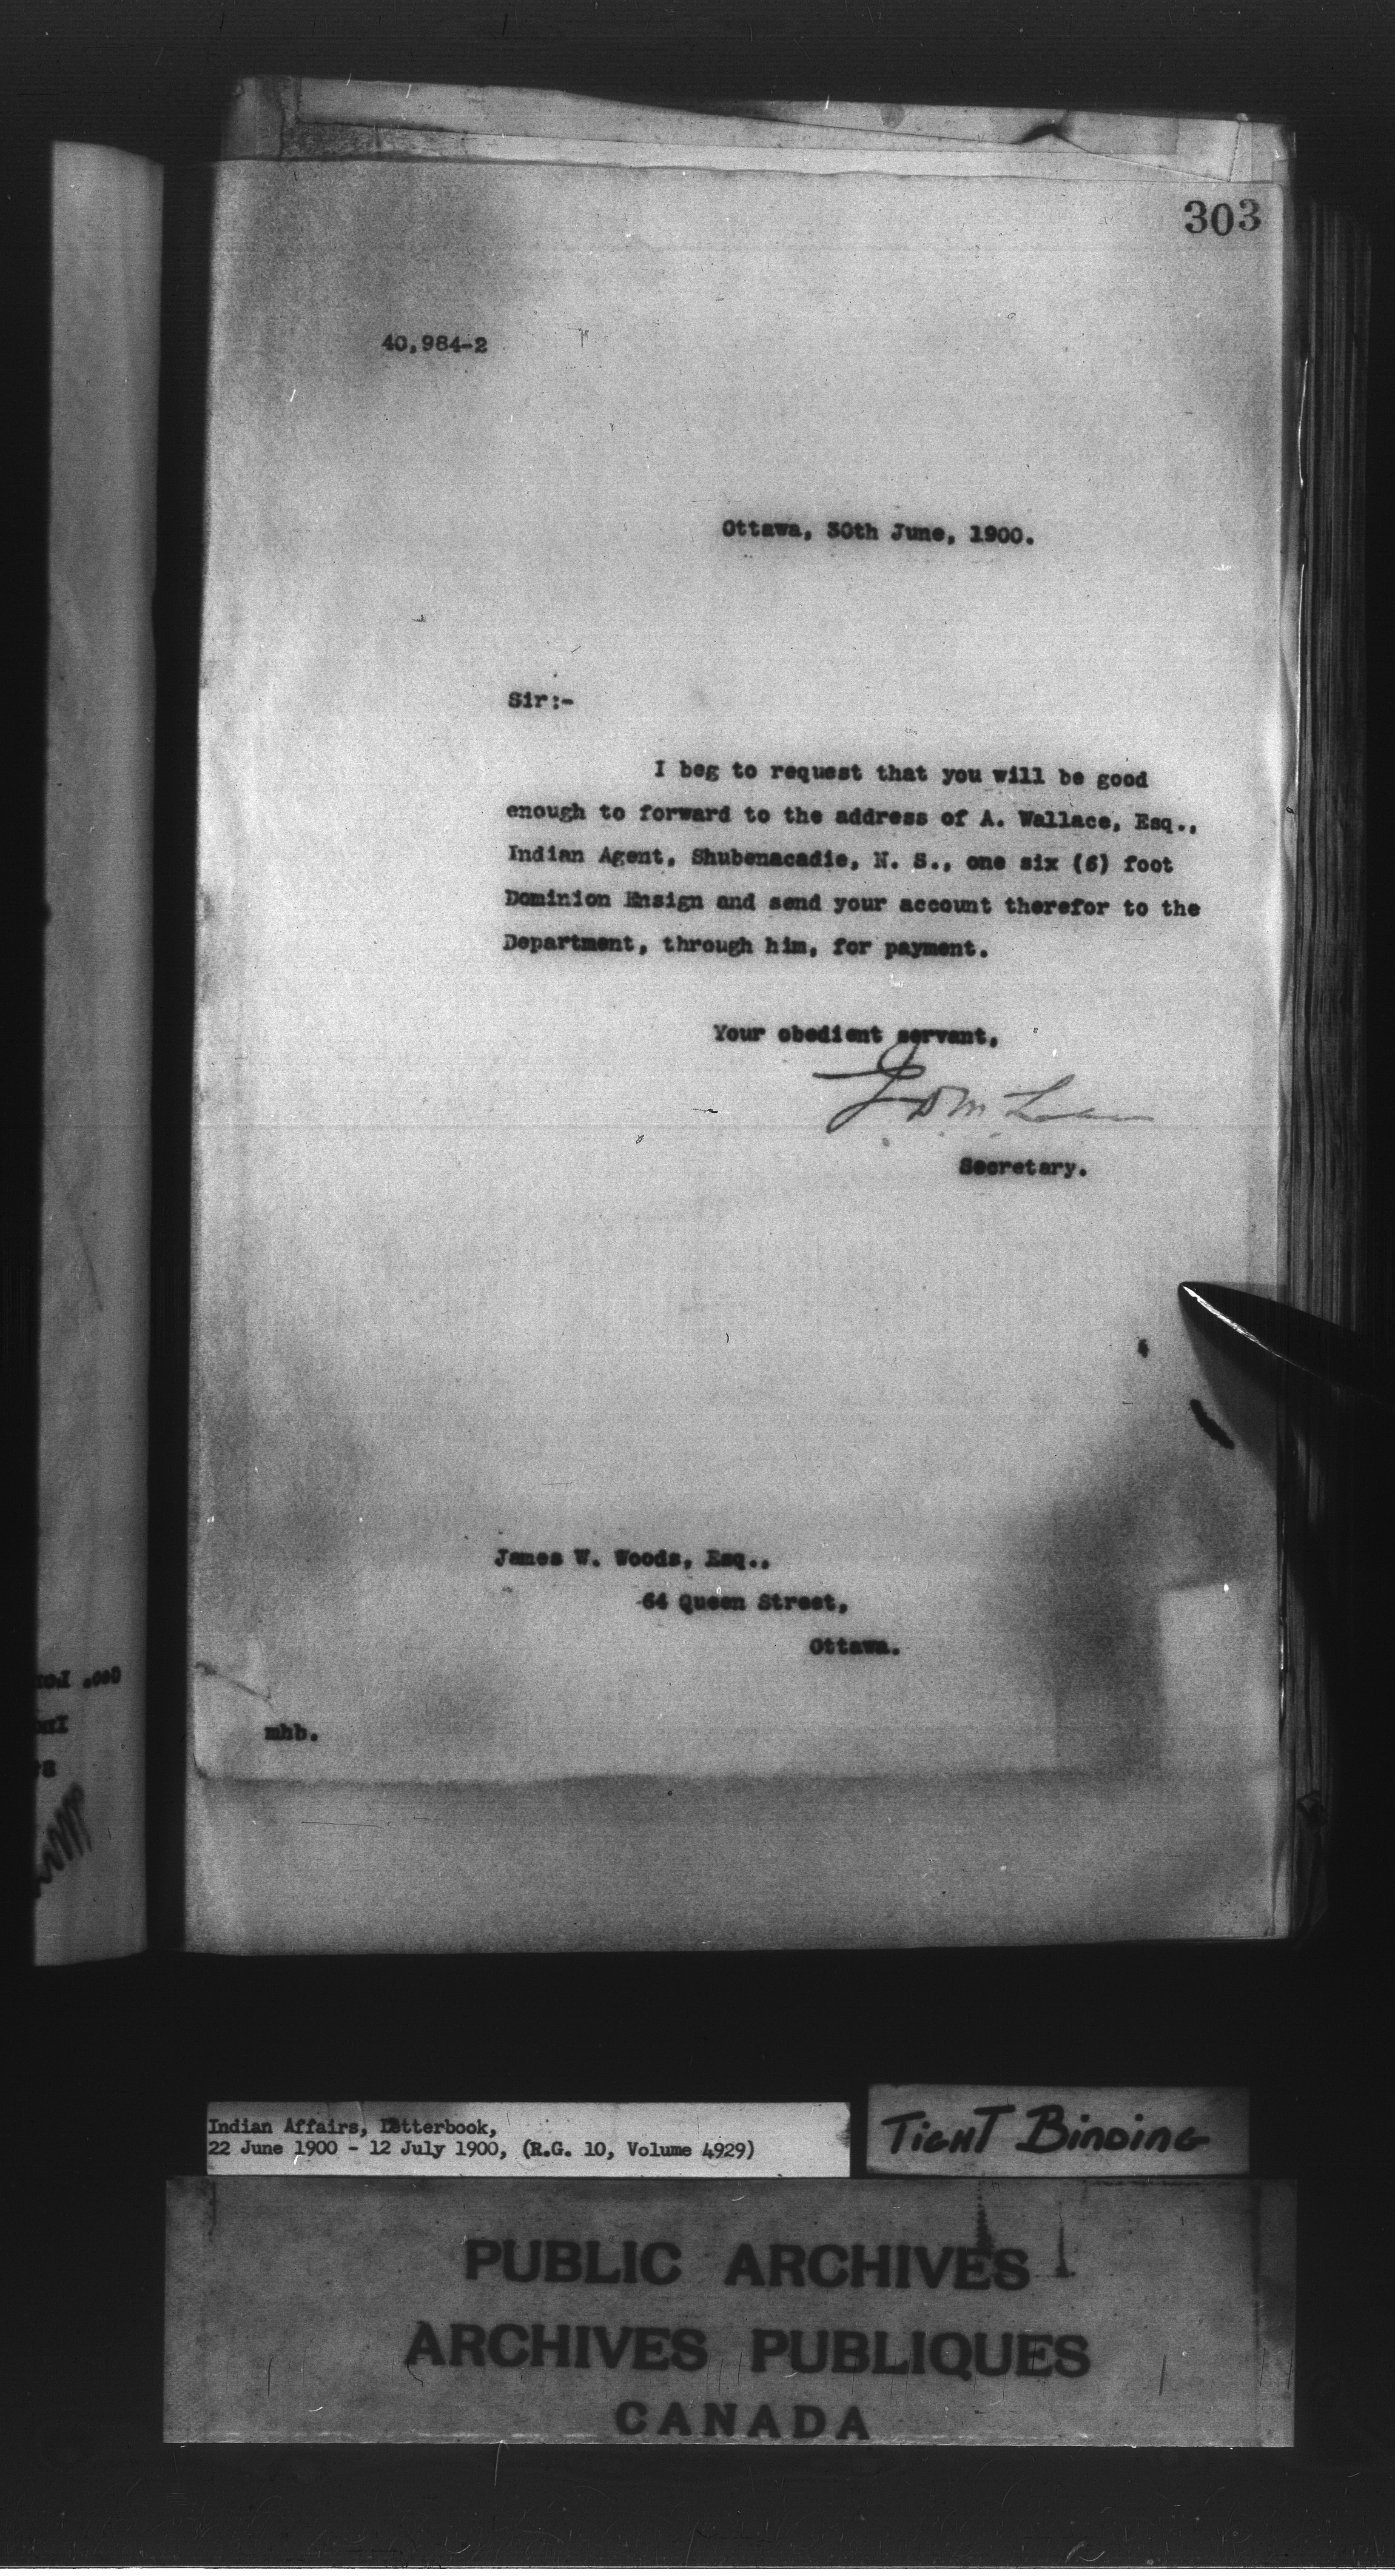 303
40,984-2
Ottawa, 30th June, 1900.
Sir:-
I beg to request that you will be good
enough to forward to the address of A. Wallace, Esq.,
Indian Agent, Shubenacadie, N. S., one six (6) foot
Dominion Ensign and send your account therefor to the
Department, through him, for payment.
Your obedient servant,
Secretary.
James W. Woods, Esq.,
64 Queen Street,
Ottawa.
mhb.
Indian Affairs, Letterbook,
22 June 1900 - 12 July 1900, (R.G. 10, Volume 4929)
TIGHT BINDING
PUBLIC ARCHIVES
ARCHIVES PUBLIQUES
CANADA